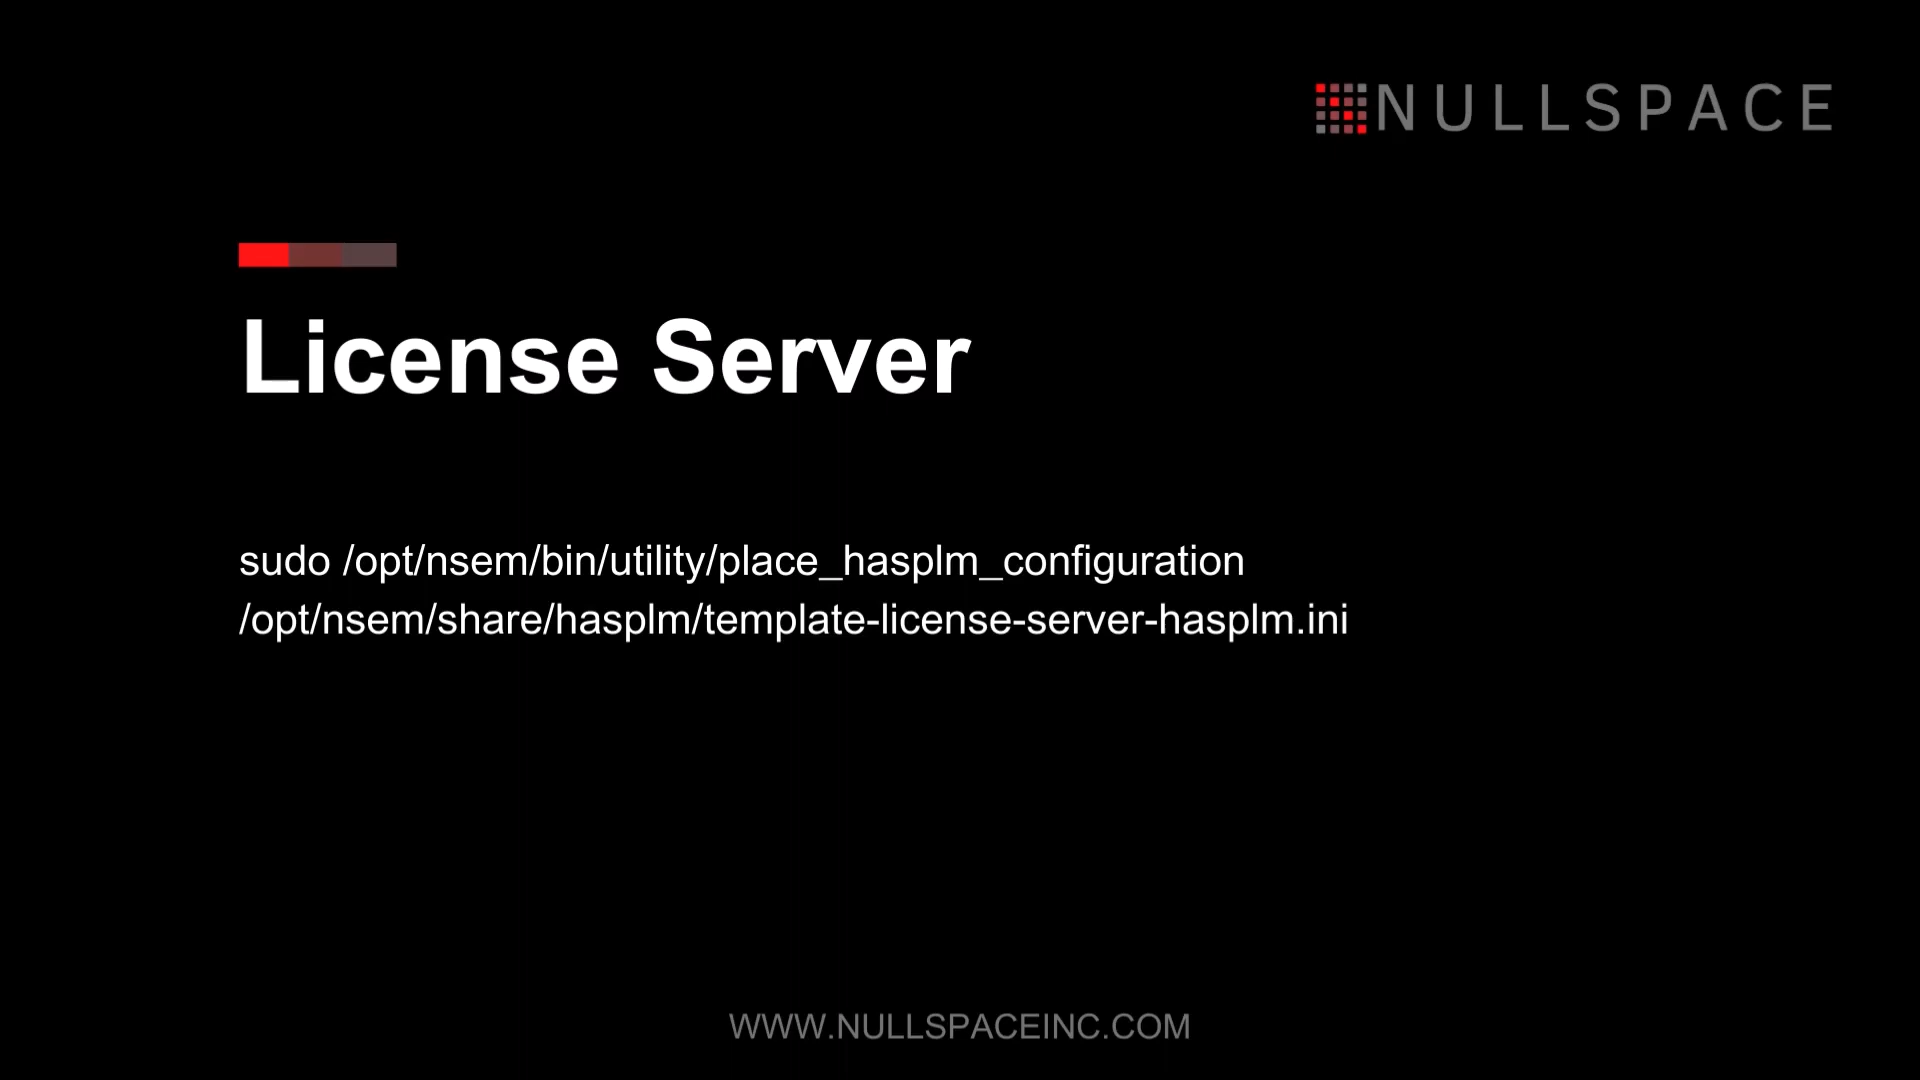 NULLSPACE
License Server
sudo /opt/nsem/bin/utility/place_hasplm_configuration
/opt/nsem/share/hasplm/template-license-server-hasplm.ini
WWW.NULLSPACEINC.COM